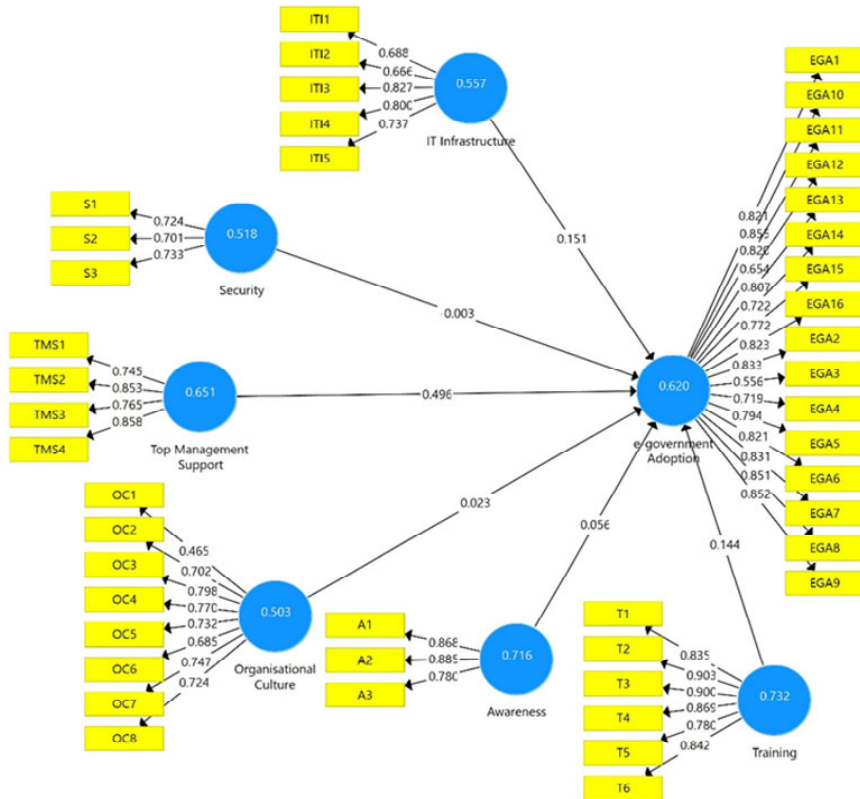 ITI1
ITI2
ITI3
ITI4
ITI5
0.688
0.666
0.827
0.800
0.737
0.557
IT Infrastructure
S1
S2
S3
0.724
0.701
0.733
0.518
Security
TMS1
TMS2
TMS3
TMS4
0.745
0.853
0.765
0.858
0.651
Top Management
Support
OC1
OC2
OC3
OC4
OC5
OC6
OC7
OC8
0.465
0.702
0.798
0.770
0.732
0.685
0.747
0.724
0.503
Organisational
Culture
A1
A2
A3
0.868
0.885
0.780
0.716
Awareness
T1
T2
T3
T4
T5
T6
0.835
0.903
0.900
0.869
0.780
0.842
0.732
Training
0.151
-0.003
0.496
0.023
0.056
0.144
0.620
e-government
Adoption
0.821
0.855
0.820
0.654
0.807
0.722
0.772
0.823
0.833
0.556
0.719
0.794
0.821
0.831
0.851
0.852
EGA1
EGA10
EGA11
EGA12
EGA13
EGA14
EGA15
EGA16
EGA2
EGA3
EGA4
EGA5
EGA6
EGA7
EGA8
EGA9